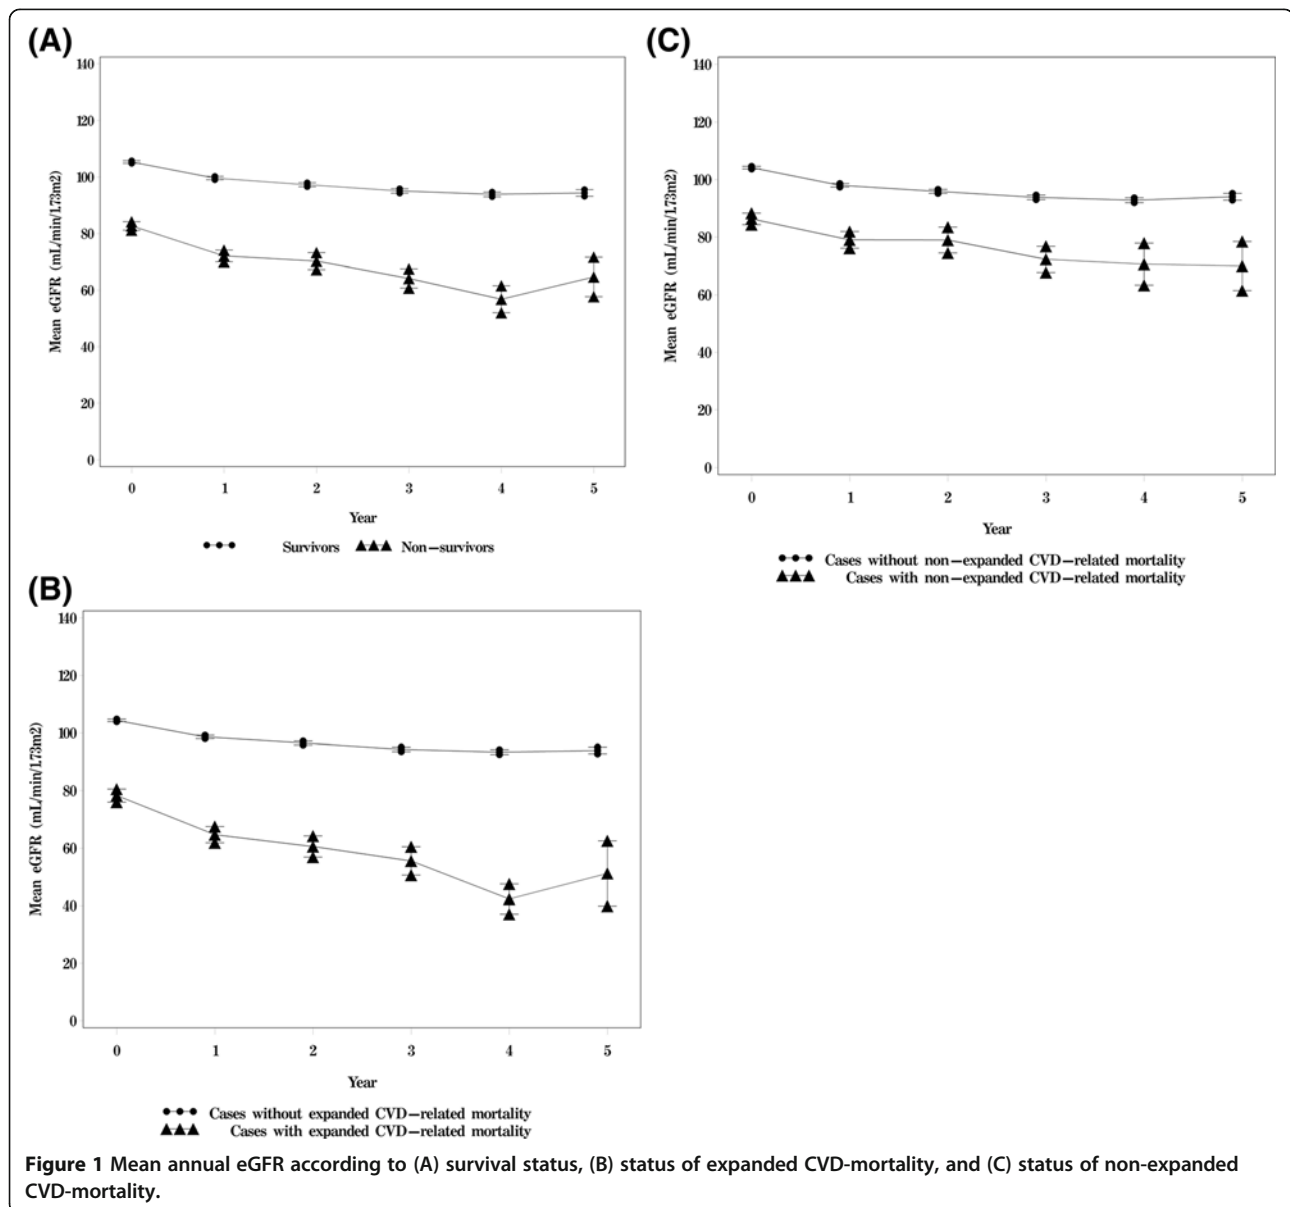 (A)
140
120
100
80
60
40
20
0
Mean eGFR (mL/min/1.73m2)
0 1 2 3 4 5
Year
Survivors Non-survivors
(C)
140
120
100
80
60
40
20
0
Mean eGFR (mL/min/1.73m2)
0 1 2 3 4 5
Year
Cases without non-expanded CVD-related mortality
Cases with non-expanded CVD-related mortality
(B)
140
120
100
80
60
40
20
0
Mean eGFR (mL/min/1.73m2)
0 1 2 3 4 5
Year
Cases without expanded CVD-related mortality
Cases with expanded CVD-related mortality
Figure 1 Mean annual eGFR according to (A) survival status, (B) status of expanded CVD-mortality, and (C) status of non-expanded
CVD-mortality.